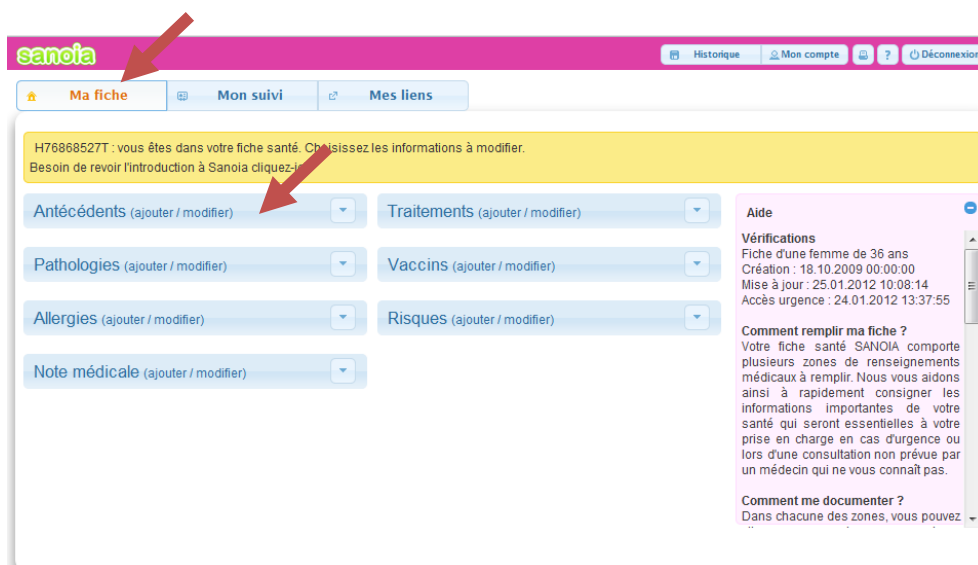 sanoia
Historique
Mon compte
?
Déconnexion
Ma fiche
Mon suivi
Mes liens
H76868527T : vous êtes dans votre fiche santé. Choisissez les informations à modifier.
Besoin de revoir l'introduction à Sanoia cliquez-ici
Antécédents (ajouter / modifier)
Pathologies (ajouter / modifier)
Allergies (ajouter / modifier)
Note médicale (ajouter / modifier)
Traitements (ajouter / modifier)
Vaccins (ajouter / modifier)
Risques (ajouter / modifier)
Aide
Vérifications
Fiche d'une femme de 36 ans
Création : 18.10.2009 00:00:00
Mise à jour : 25.01.2012 10:08:14
Accès urgence : 24.01.2012 13:37:55
Comment remplir ma fiche ?
Votre fiche santé SANOIA comporte
plusieurs zones de renseignements
médicaux à remplir. Nous vous aidons
ainsi à rapidement consigner les
informations importantes de votre
santé qui seront essentielles à votre
prise en charge en cas d'urgence ou
lors d'une consultation non prévue par
un médecin qui ne vous connaît pas.
Comment me documenter ?
Dans chacune des zones, vous pouvez